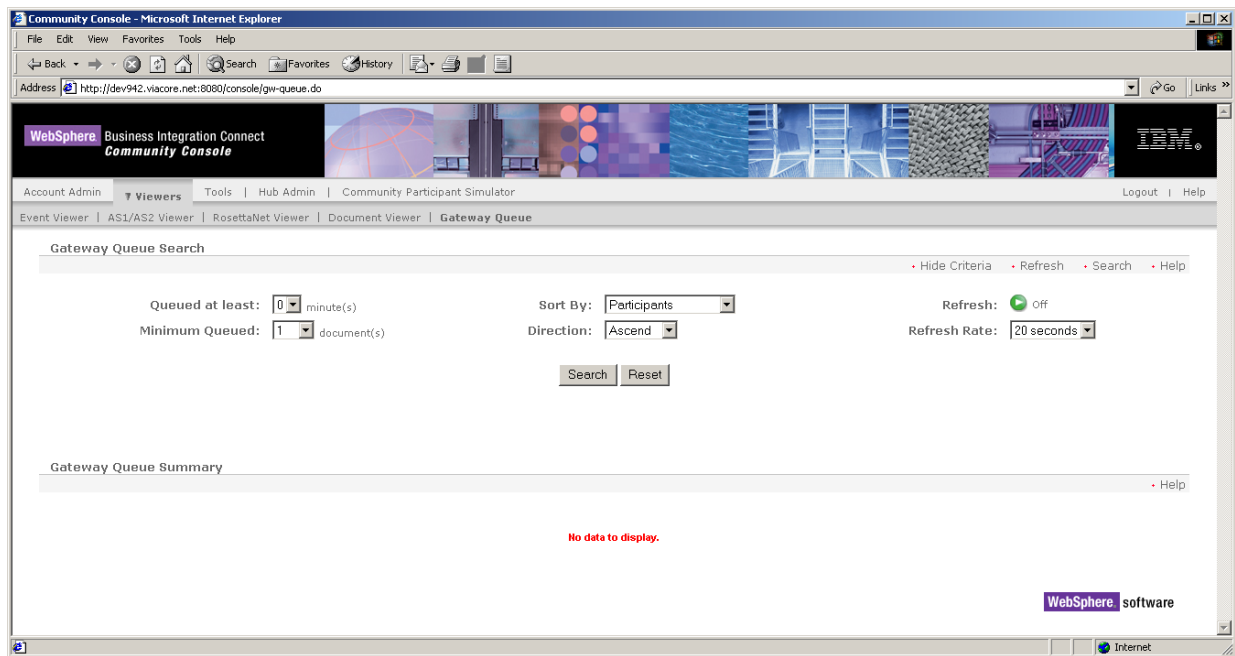 Community Console - Microsoft Internet Explorer
File Edit View Favorites Tools Help
Back Search Favorites History
Address http://dev942.viacore.net:8080/console/gw-queue.do Go Links »
WebSphere. Business Integration Connect
Community Console
IBM®
Account Admin Viewers Tools | Hub Admin | Community Participant Simulator Logout | Help
Event Viewer | AS1/AS2 Viewer | RosettaNet Viewer | Document Viewer | Gateway Queue
Gateway Queue Search
Hide Criteria Refresh Search Help
Queued at least: 0 minute(s) Sort By: Participants Refresh: Off
Minimum Queued: 1 document(s) Direction: Ascend Refresh Rate: 20 seconds
Search Reset
Gateway Queue Summary
Help
No data to display.
WebSphere. software
Internet